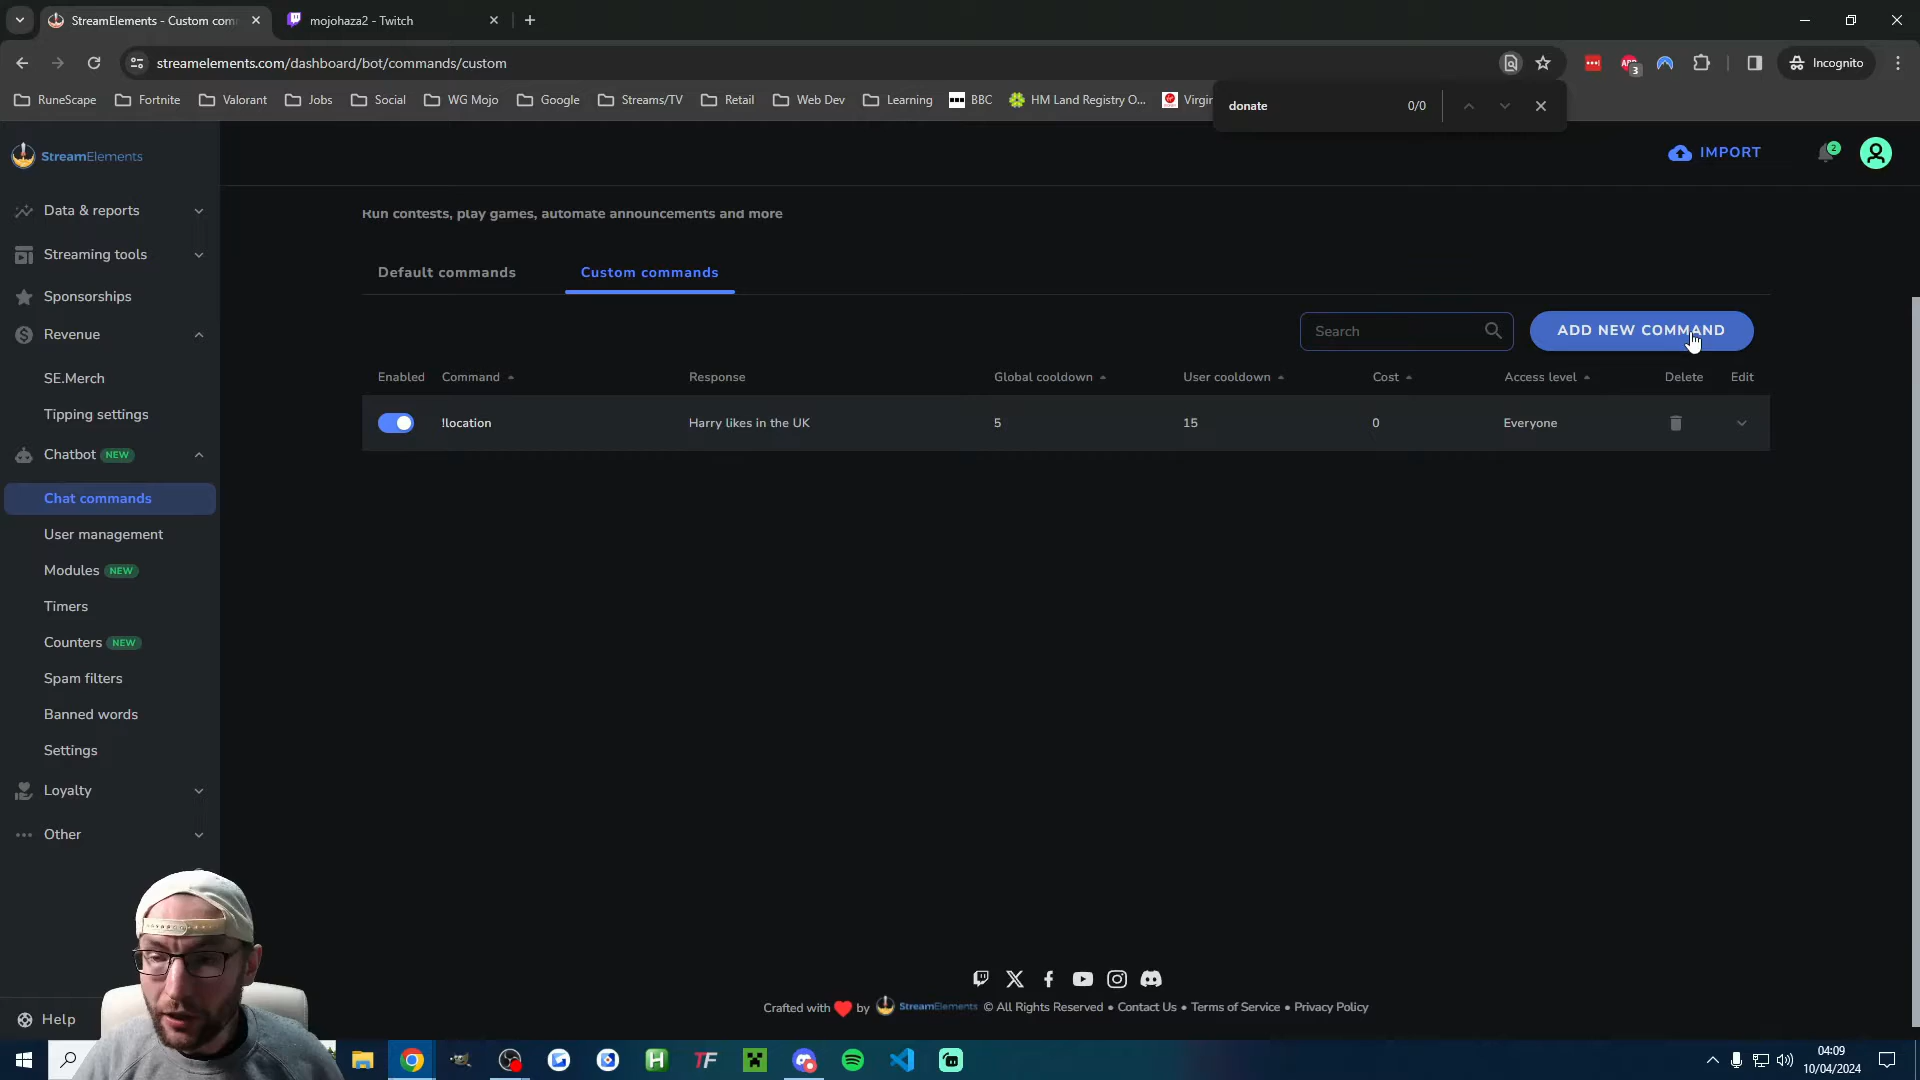 StreamElements - Custom com
mojohaza2 - Twitch
streamelements.com/dashboard/bot/commands/custom
3
Incognito
RuneScape
Fortnite
Valorant
Jobs
Social
WG Mojo
Google
Streams/TV
Retail
Web Dev
Learning
BBC
HM Land Registry O...
Virgin
donate
0/0
StreamElements
IMPORT
2
Data & reports
Streaming tools
Sponsorships
Revenue
SE.Merch
Tipping settings
Chatbot NEW
Chat commands
User management
Modules NEW
Timers
Counters NEW
Spam filters
Banned words
Settings
Loyalty
Other
Help
Run contests, play games, automate announcements and more
Default commands
Custom commands
Search
ADD NEW COMMAND
Enabled Command Response Global cooldown User cooldown Cost Access level Delete Edit
!location Harry likes in the UK 5 15 0 Everyone
Crafted with by StreamElements © All Rights Reserved • Contact Us • Terms of Service • Privacy Policy
H
TF
04:09
10/04/2024